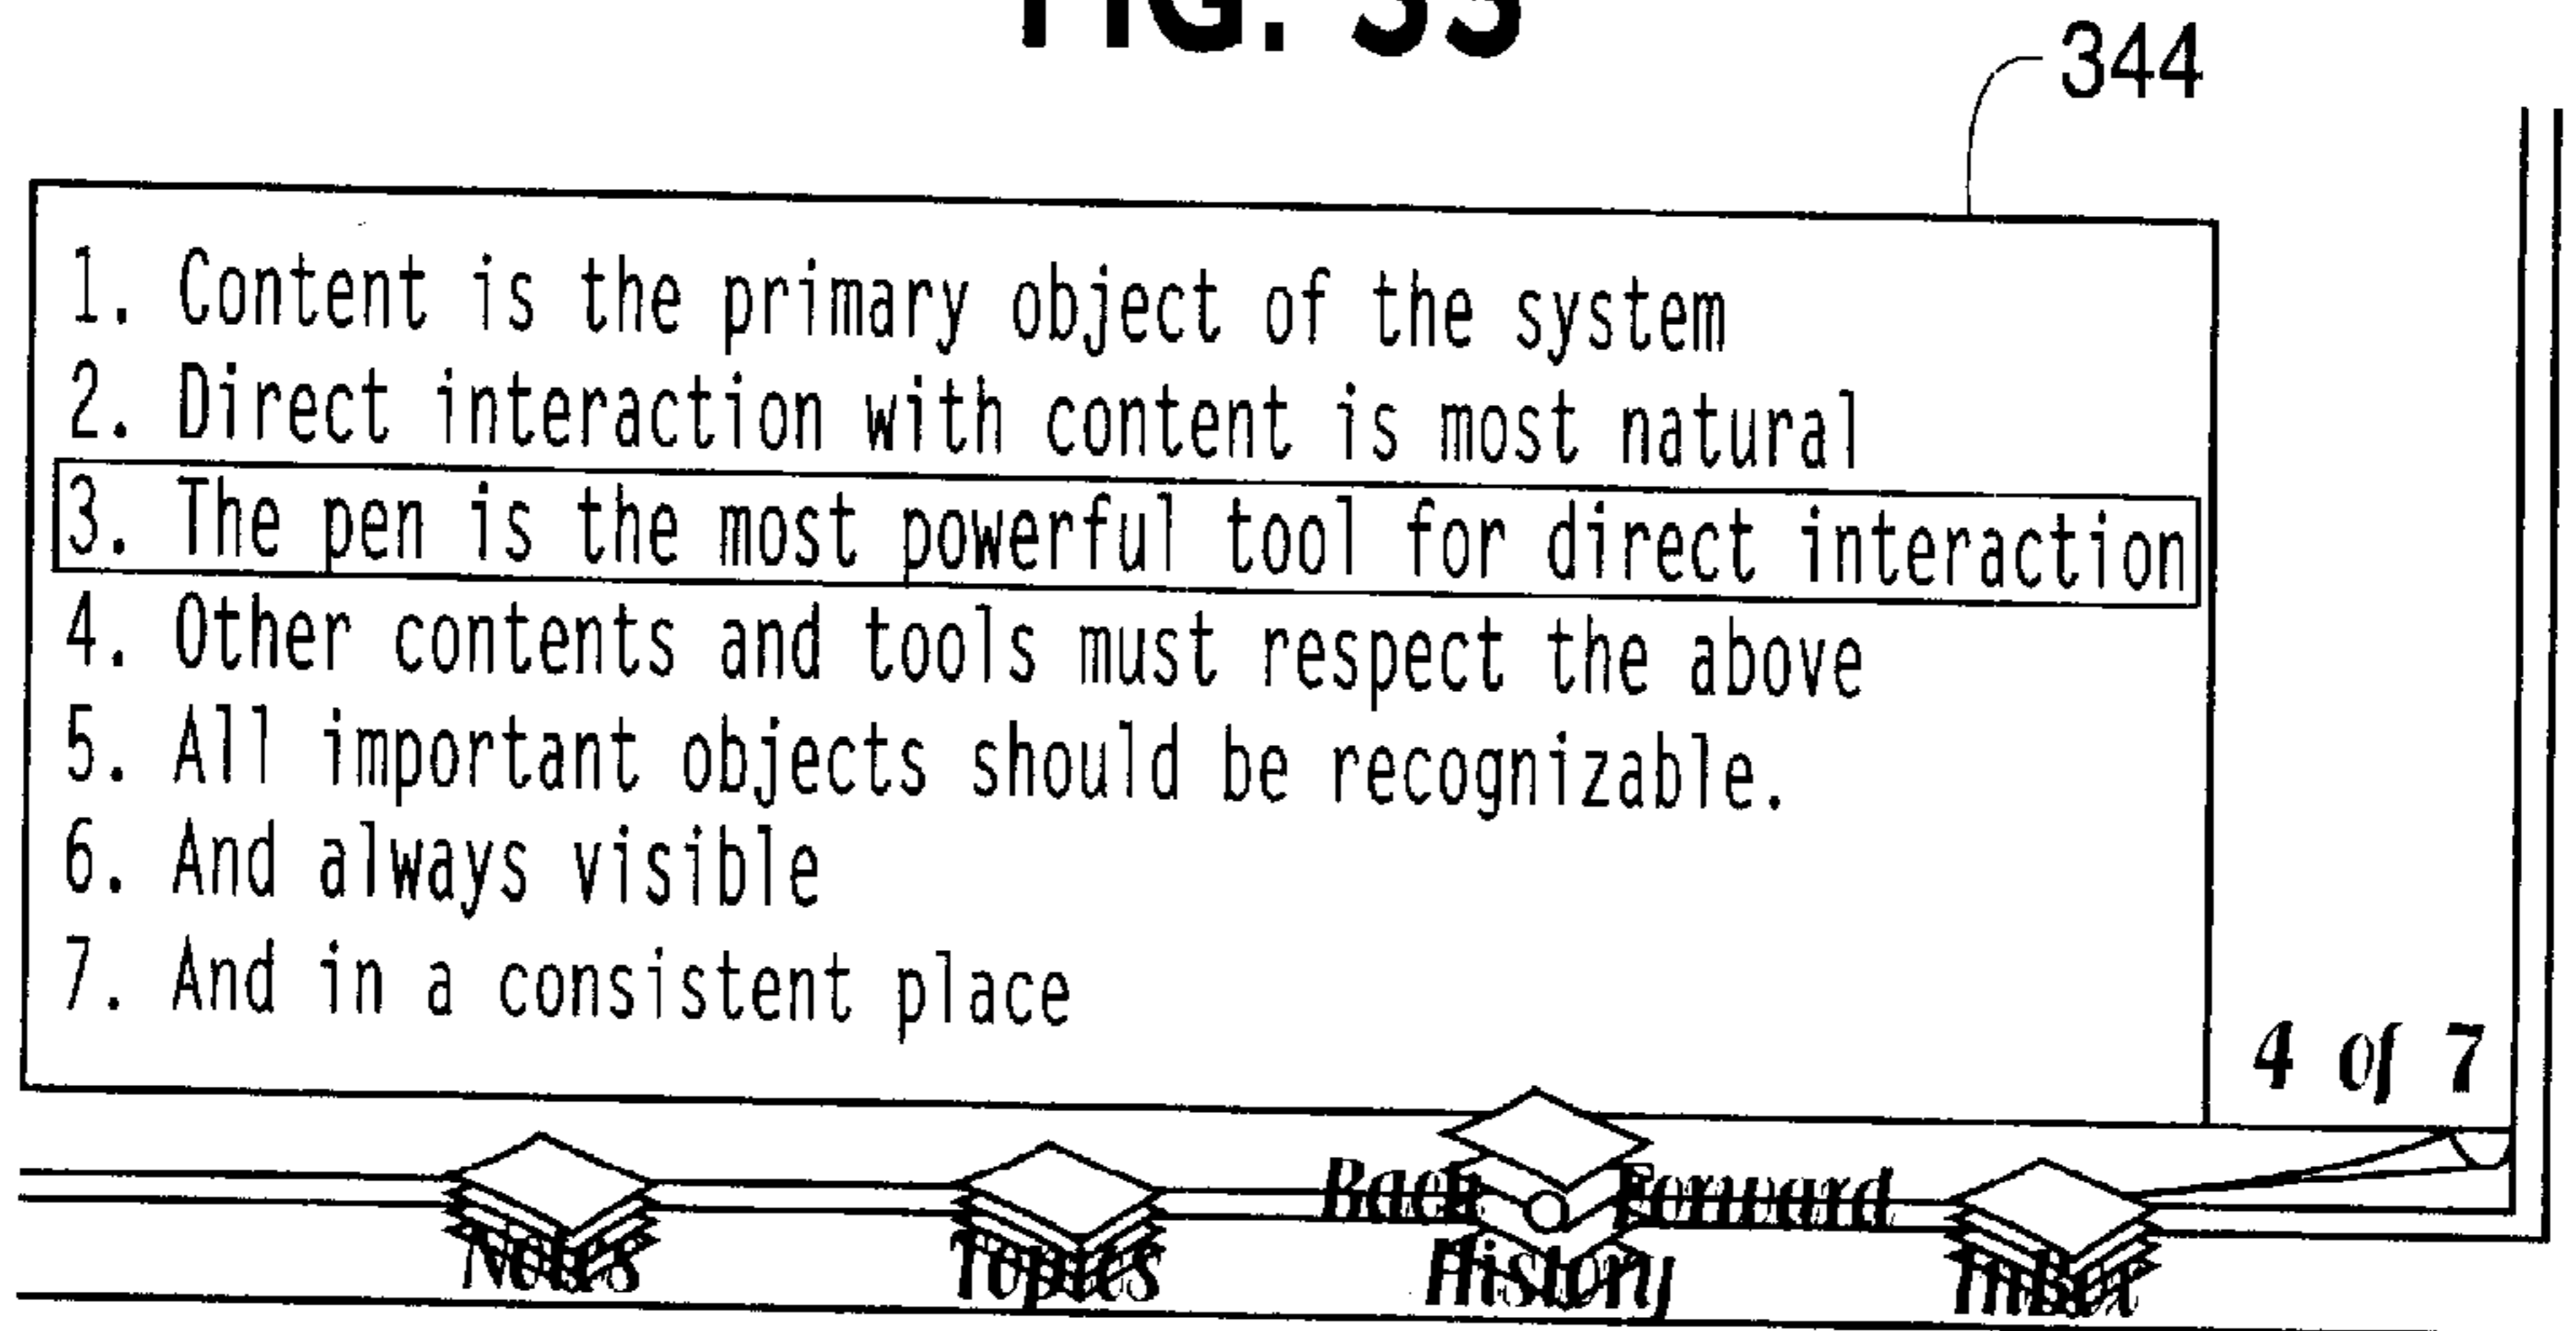 FIG. 33
344
1. Content is the primary object of the system
2. Direct interaction with content is most natural
3. The pen is the most powerful tool for direct interaction
4. Other contents and tools must respect the above
5. All important objects should be recognizable.
6. And always visible
7. And in a consistent place
4 of 7
Back Forward
Notes Topics History InBox